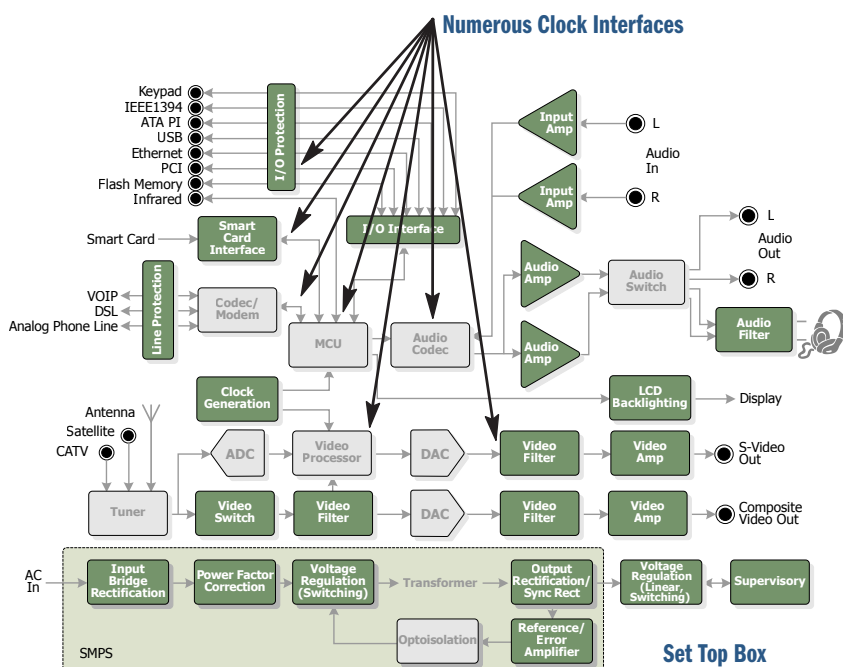 Numerous Clock Interfaces
Keypad
IEEE1394
ATA PI
USB
Ethernet
PCI
Flash Memory
Infrared
I/O Protection
Input
Amp
L
Audio
In
Input
Amp
R
Smart Card
Smart
Card
Interface
I/O Interface
L
Audio
Out
R
Audio
Amp
Audio
Switch
VOIP
DSL
Analog Phone Line
Line Protection
Codec/
Modem
MCU
Audio
Codec
Audio
Amp
Audio
Filter
Clock
Generation
LCD
Backlighting
Display
Antenna
Satellite
CATV
ADC
Video
Processor
DAC
Video
Filter
Video
Amp
S-Video
Out
Tuner
Video
Switch
Video
Filter
DAC
Video
Filter
Video
Amp
Composite
Video Out
AC
In
Input
Bridge
Rectification
Power Factor
Correction
Voltage
Regulation
(Switching)
Transformer
Output
Rectification/
Sync Rect
Voltage
Regulation
(Linear,
Switching)
Supervisory
Optoisolation
Reference/
Error
Amplifier
SMPS
Set Top Box